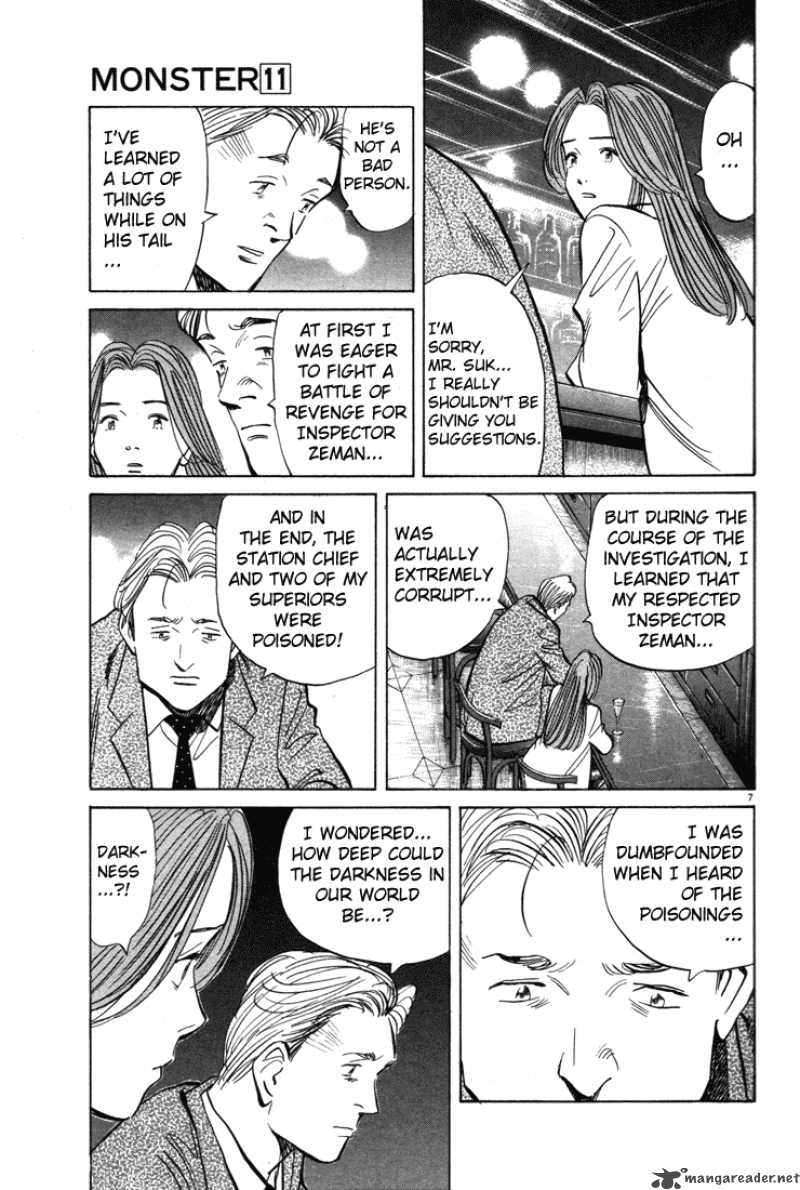 MONSTER 11
OH
...
I'M
SORRY,
MR. SUK...
I REALLY
SHOULDN'T BE
GIVING YOU
SUGGESTIONS.
HE'S
NOT A
BAD
PERSON.
I'VE
LEARNED
A LOT OF
THINGS
WHILE ON
HIS TAIL
...
AT FIRST I
WAS EAGER
TO FIGHT A
BATTLE OF
REVENGE FOR
INSPECTOR
ZEMAN...
BUT DURING THE
COURSE OF THE
INVESTIGATION, I
LEARNED THAT
MY RESPECTED
INSPECTOR
ZEMAN...
WAS
ACTUALLY
EXTREMELY
CORRUPT...
AND IN
THE END, THE
STATION CHIEF
AND TWO OF MY
SUPERIORS
WERE
POISONED!
7
I WAS
DUMBFOUNDED
WHEN I HEARD
OF THE
POISONINGS
...
I WONDERED...
HOW DEEP COULD
THE DARKNESS IN
OUR WORLD
BE...?
DARK-
NESS
...?!
mangareader.net